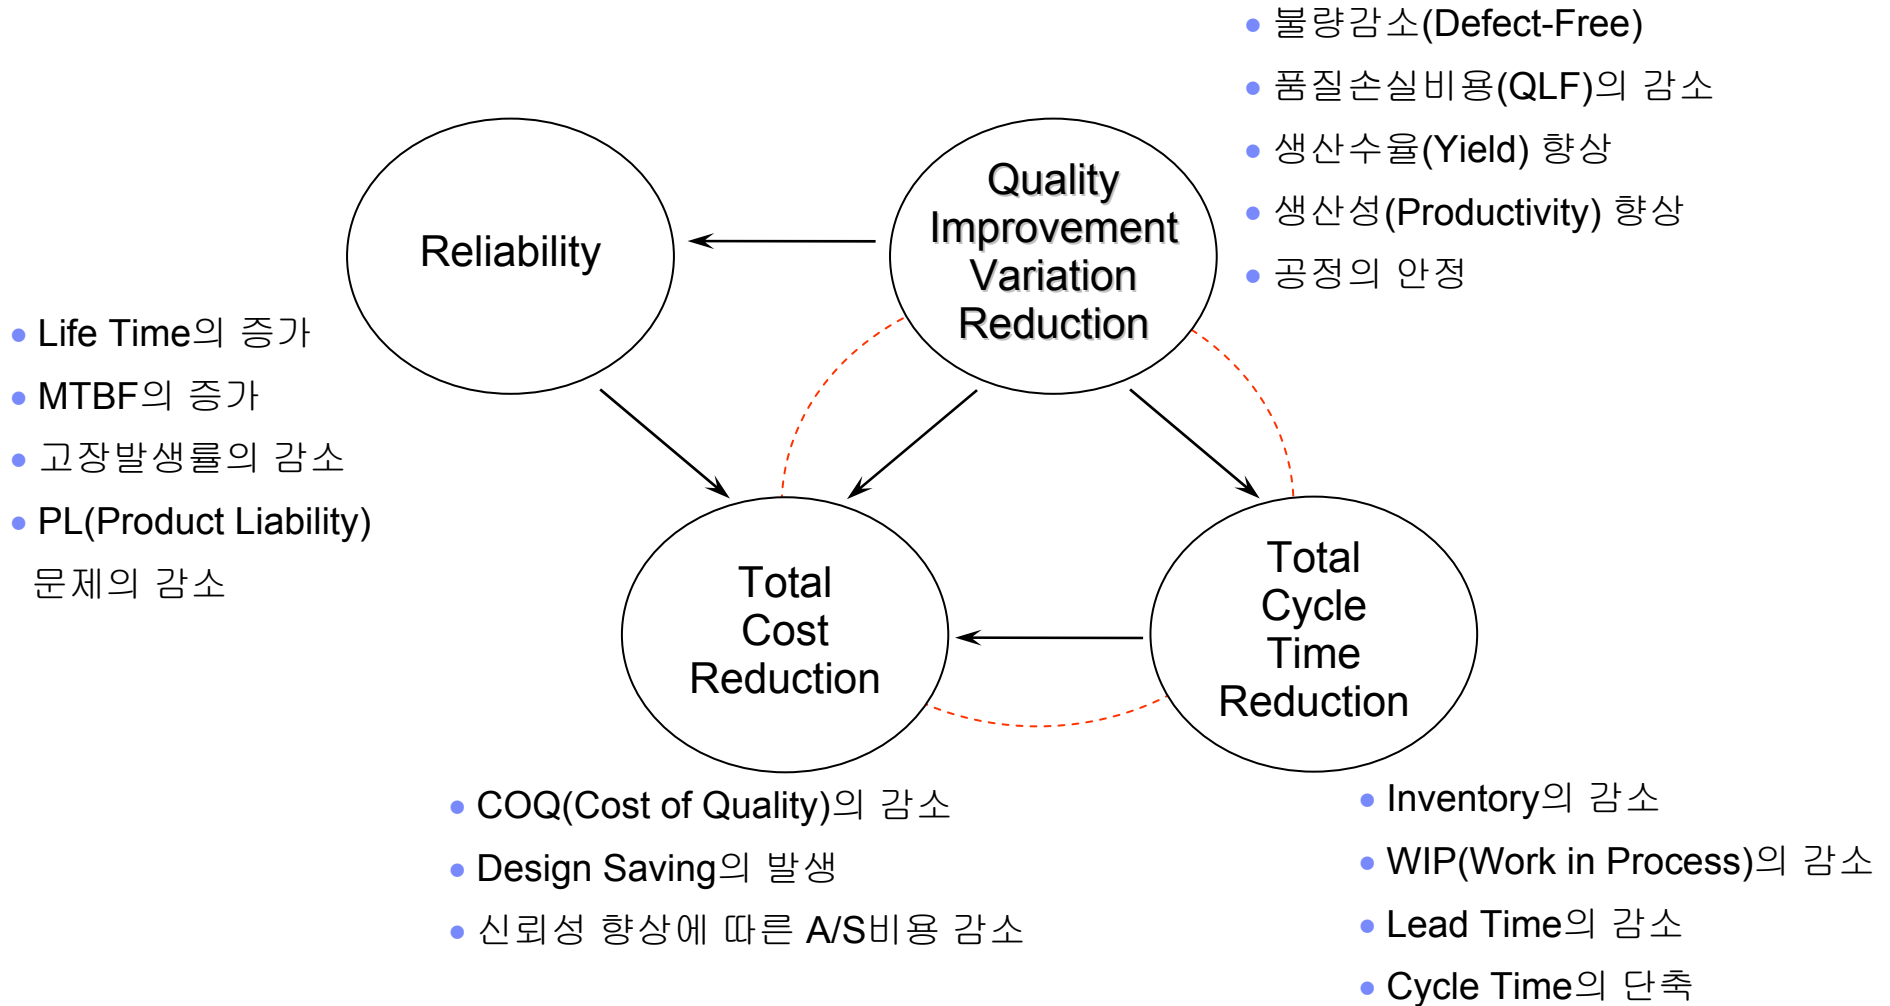 • 불량감소(Defect-Free)
• 품질손실비용(QLF)의 감소
• 생산수율(Yield) 향상
• 생산성(Productivity) 향상
• 공정의 안정
Quality
Improvement
Variation
Reduction
Reliability
• Life Time의 증가
• MTBF의 증가
• 고장발생률의 감소
• PL(Product Liability)
문제의 감소
Total
Cost
Reduction
Total
Cycle
Time
Reduction
• COQ(Cost of Quality)의 감소
• Design Saving의 발생
• 신뢰성 향상에 따른 A/S비용 감소
• Inventory의 감소
• WIP(Work in Process)의 감소
• Lead Time의 감소
• Cycle Time의 단축